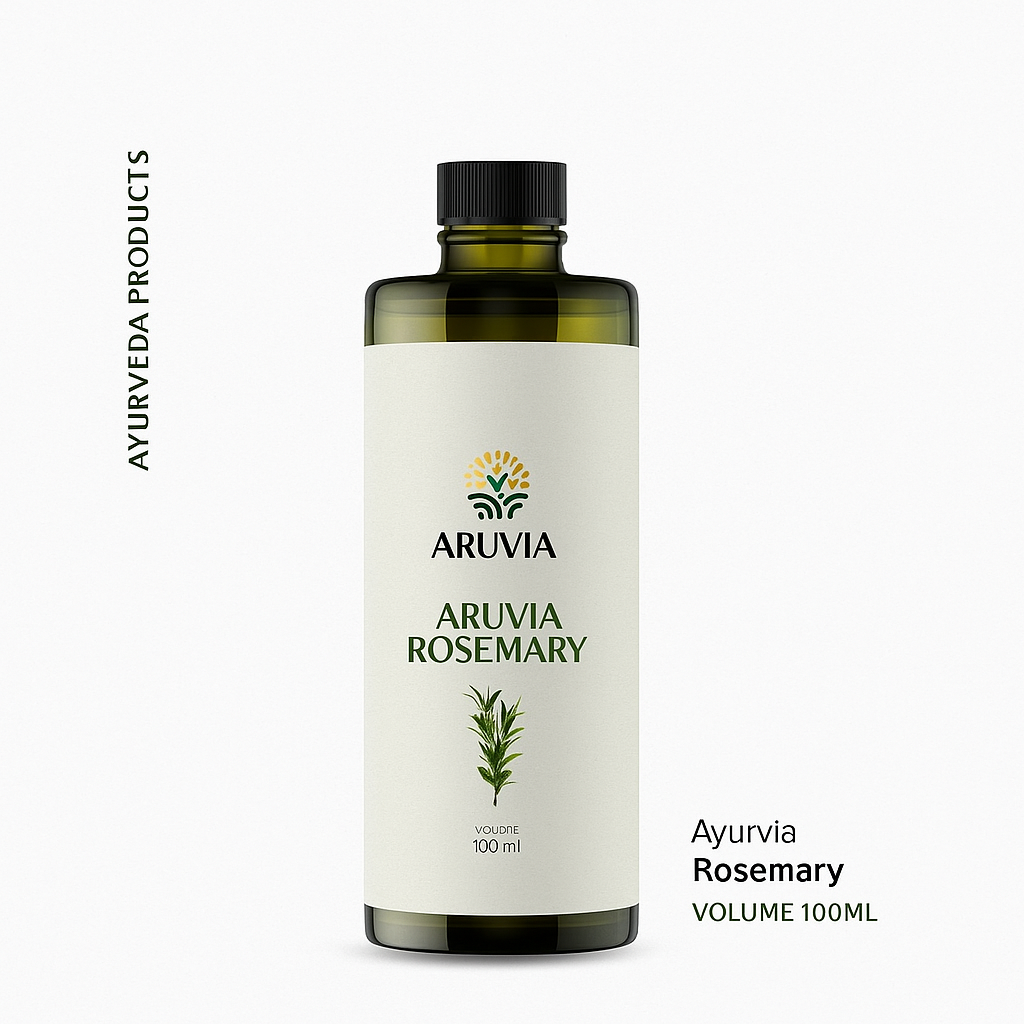 AYURVEDA PRODUCTS
ARUVIA
ARUVIA
ROSEMARY
VOUDNE
100 ml
Ayurvia
Rosemary
VOLUME 100ML